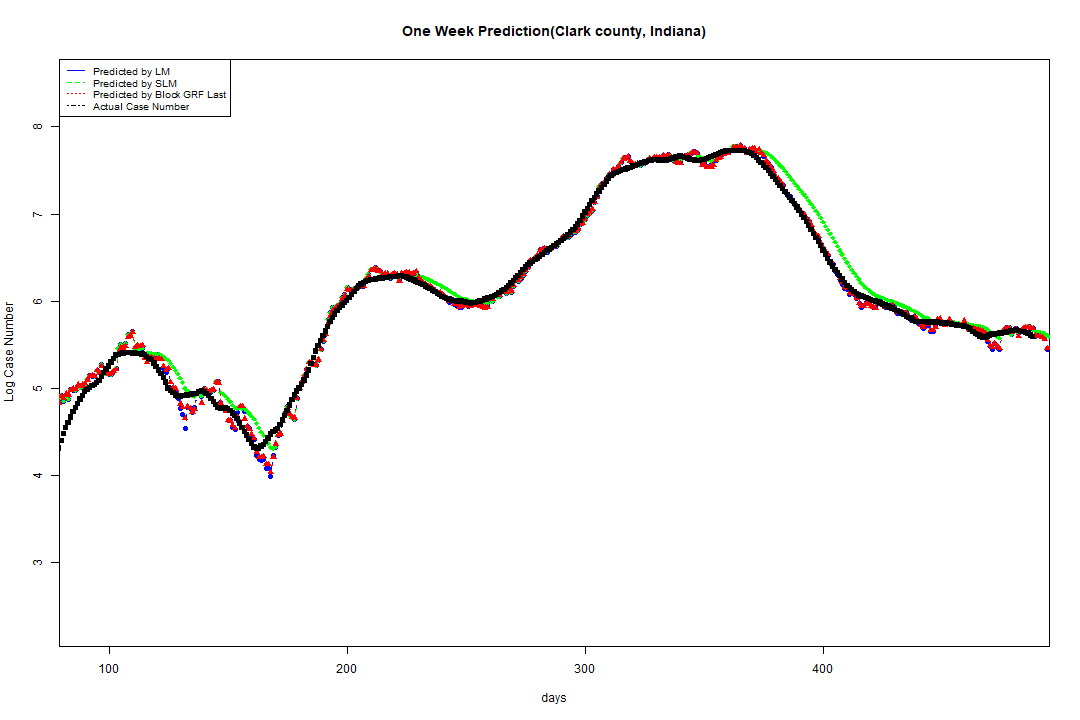 One Week Prediction(Clark county, Indiana)
Predicted by LM
Predicted by SLM
Predicted by Block GRF Last
Actual Case Number
8
7
6
5
4
3
Log Case Number
100 200 300 400
days